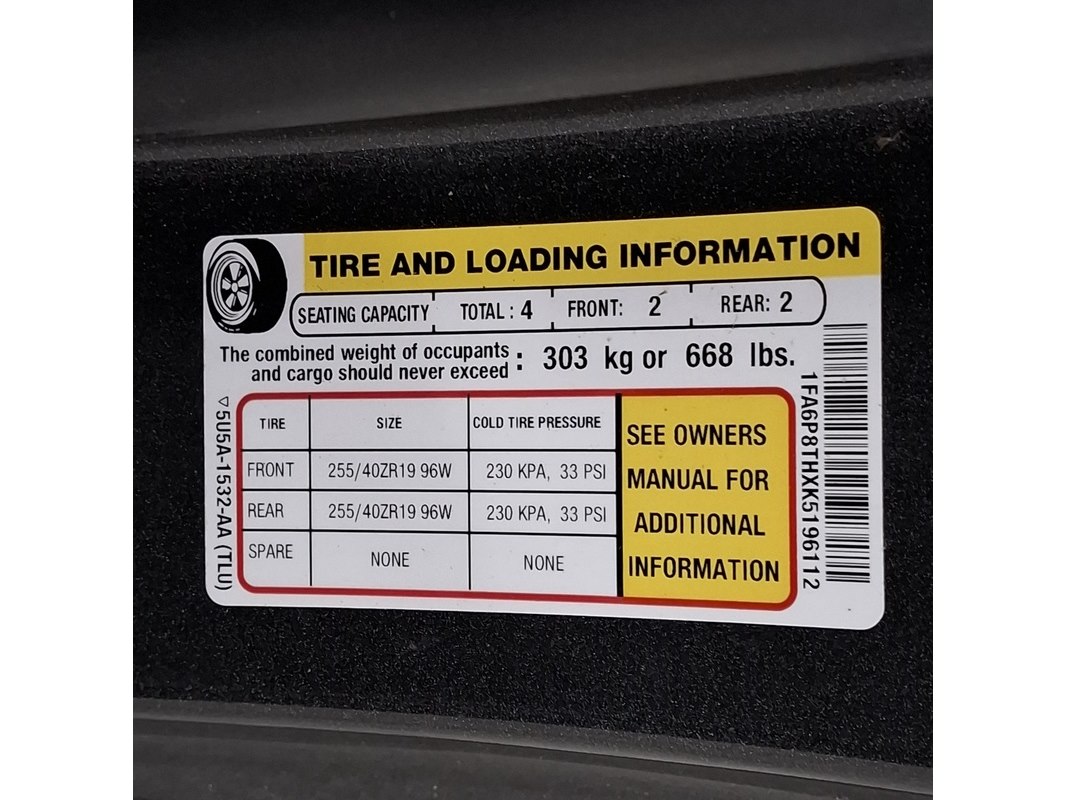 TIRE AND LOADING INFORMATION
SEATING CAPACITY TOTAL : 4 FRONT: 2 REAR: 2
The combined weight of occupants
and cargo should never exceed : 303 kg or 668 lbs.
TIRE SIZE COLD TIRE PRESSURE
FRONT 255/40ZR19 96W 230 KPA, 33 PSI
REAR 255/40ZR19 96W 230 KPA, 33 PSI
SPARE NONE NONE
SEE OWNERS
MANUAL FOR
ADDITIONAL
INFORMATION
▽5U5A-1532-AA (TLU)
1FA6P8THXK5196112